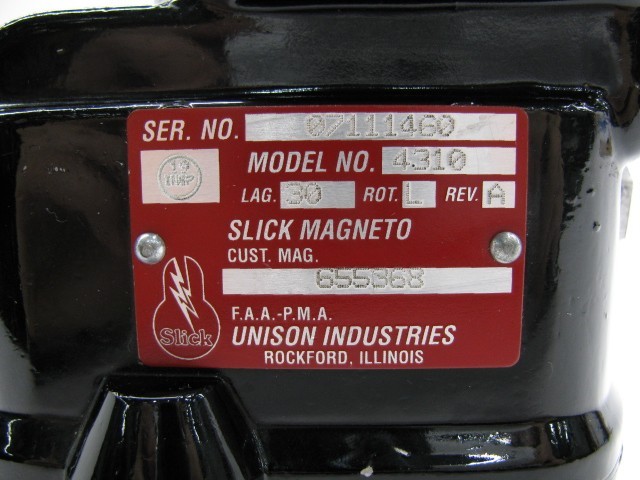 SER. NO. 07111460
MODEL NO. 4310
LAG. 30 ROT. L REV. A
SLICK MAGNETO
CUST. MAG.
655368
F.A.A.-P.M.A.
Slick
UNISON INDUSTRIES
ROCKFORD, ILLINOIS